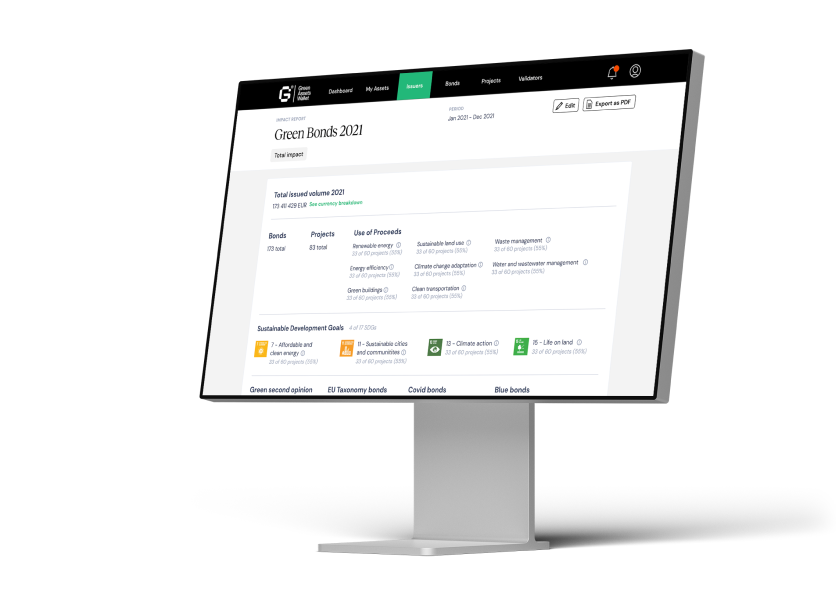 Green
Assets
Wallet
Dashboard
My Assets
Issuers
Bonds
Projects
Validators
IMPACT REPORT
Green Bonds 2021
PERIOD
Jan 2021 - Dec 2021
Edit
Export as PDF
Total impact
Total issued volume 2021
173 411 429 EUR See currency breakdown
Bonds
173 total
Projects
83 total
Use of Proceeds
Renewable energy
33 of 60 projects (55%)
Sustainable land use
33 of 60 projects (55%)
Waste management
33 of 60 projects (55%)
Energy efficiency
33 of 60 projects (55%)
Climate change adaptation
33 of 60 projects (55%)
Water and wastewater management
33 of 60 projects (55%)
Green buildings
33 of 60 projects (55%)
Clean transportation
33 of 60 projects (55%)
Sustainable Development Goals 4 of 17 SDGs
7 - Affordable and
clean energy
33 of 60 projects (55%)
11 - Sustainable cities
and communities
33 of 60 projects (55%)
13 - Climate action
33 of 60 projects (55%)
15 - Life on land
33 of 60 projects (55%)
Green second opinion
EU Taxonomy bonds
Covid bonds
Blue bonds